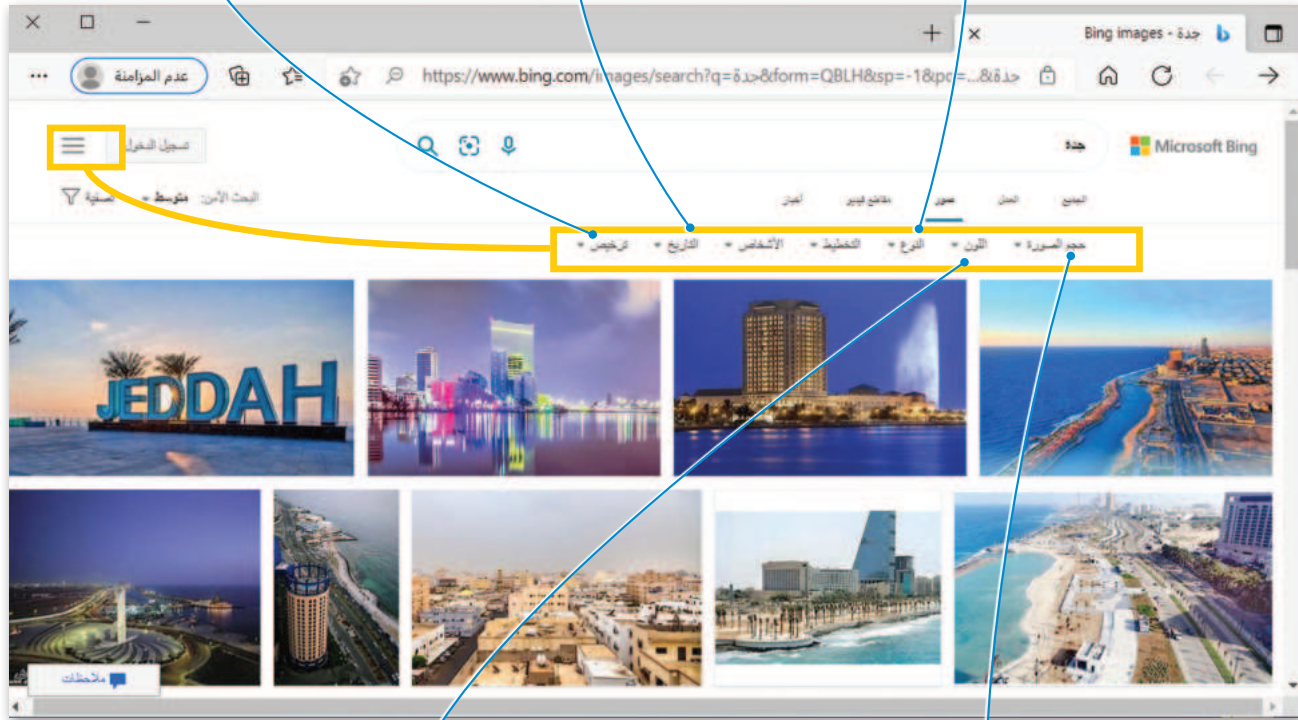 جدة - Bing images
https://www.bing.com/images/search?q=جدة&form=QBLH&sp=-1&pq=...&جدة
عدم المزامنة
Microsoft Bing
جدة
تسجيل الدخول
الجميع العمل صور مقاطع فيديو أخبار
البحث الآمن: متوسط تصفية
حجم الصورة اللون النوع التخطيط الأشخاص التاريخ ترخيص
JEDDAH
ملاحظات